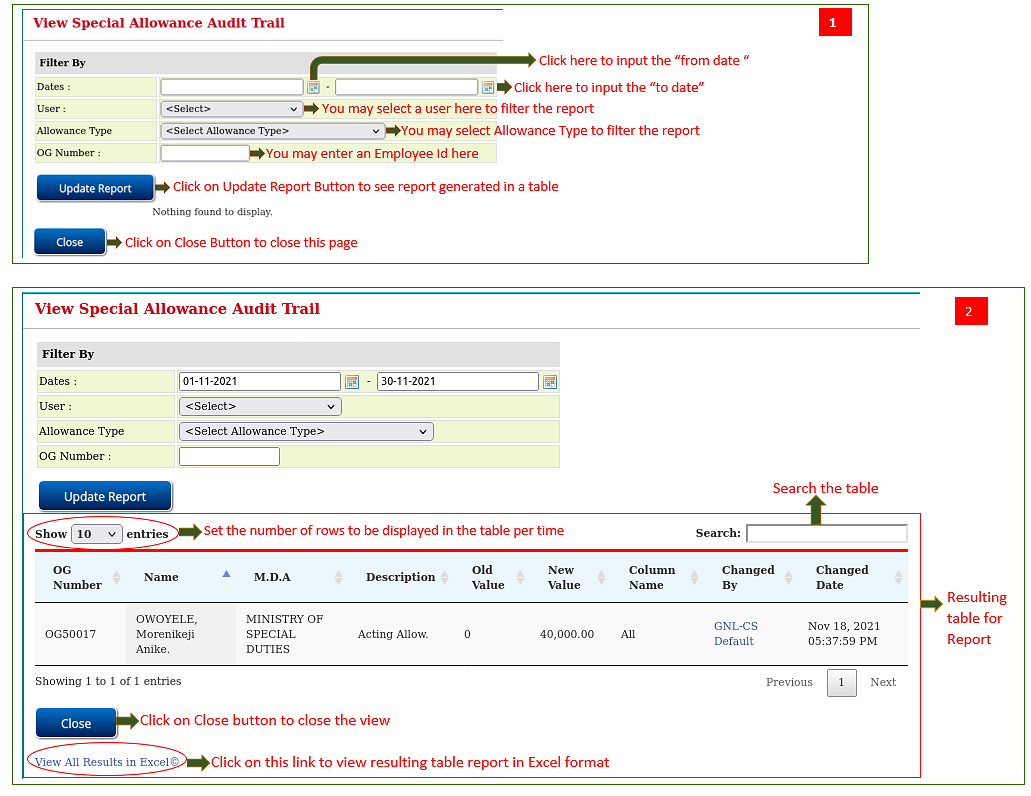 View Special Allowance Audit Trail
1
Filter By
Click here to input the “from date “
Dates :
-
Click here to input the “to date”
User :
<Select>
You may select a user here to filter the report
Allowance Type
<Select Allowance Type>
You may select Allowance Type to filter the report
OG Number :
You may enter an Employee Id here
Update Report
Click on Update Report Button to see report generated in a table
Nothing found to display.
Close
Click on Close Button to close this page
View Special Allowance Audit Trail
2
Filter By
Dates :
01-11-2021
-
30-11-2021
User :
<Select>
Allowance Type
<Select Allowance Type>
OG Number :
Update Report
Search the table
Show 10 entries
Set the number of rows to be displayed in the table per time
Search:
OG Number
Name
M.D.A
Description
Old Value
New Value
Column Name
Changed By
Changed Date
OG50017
OWOYELE, Morenikeji Anike.
MINISTRY OF SPECIAL DUTIES
Acting Allow.
0
40,000.00
All
GNL-CS Default
Nov 18, 2021 05:37:59 PM
Resulting table for Report
Showing 1 to 1 of 1 entries
Previous
1
Next
Close
Click on Close button to close the view
View All Results in Excel©
Click on this link to view resulting table report in Excel format